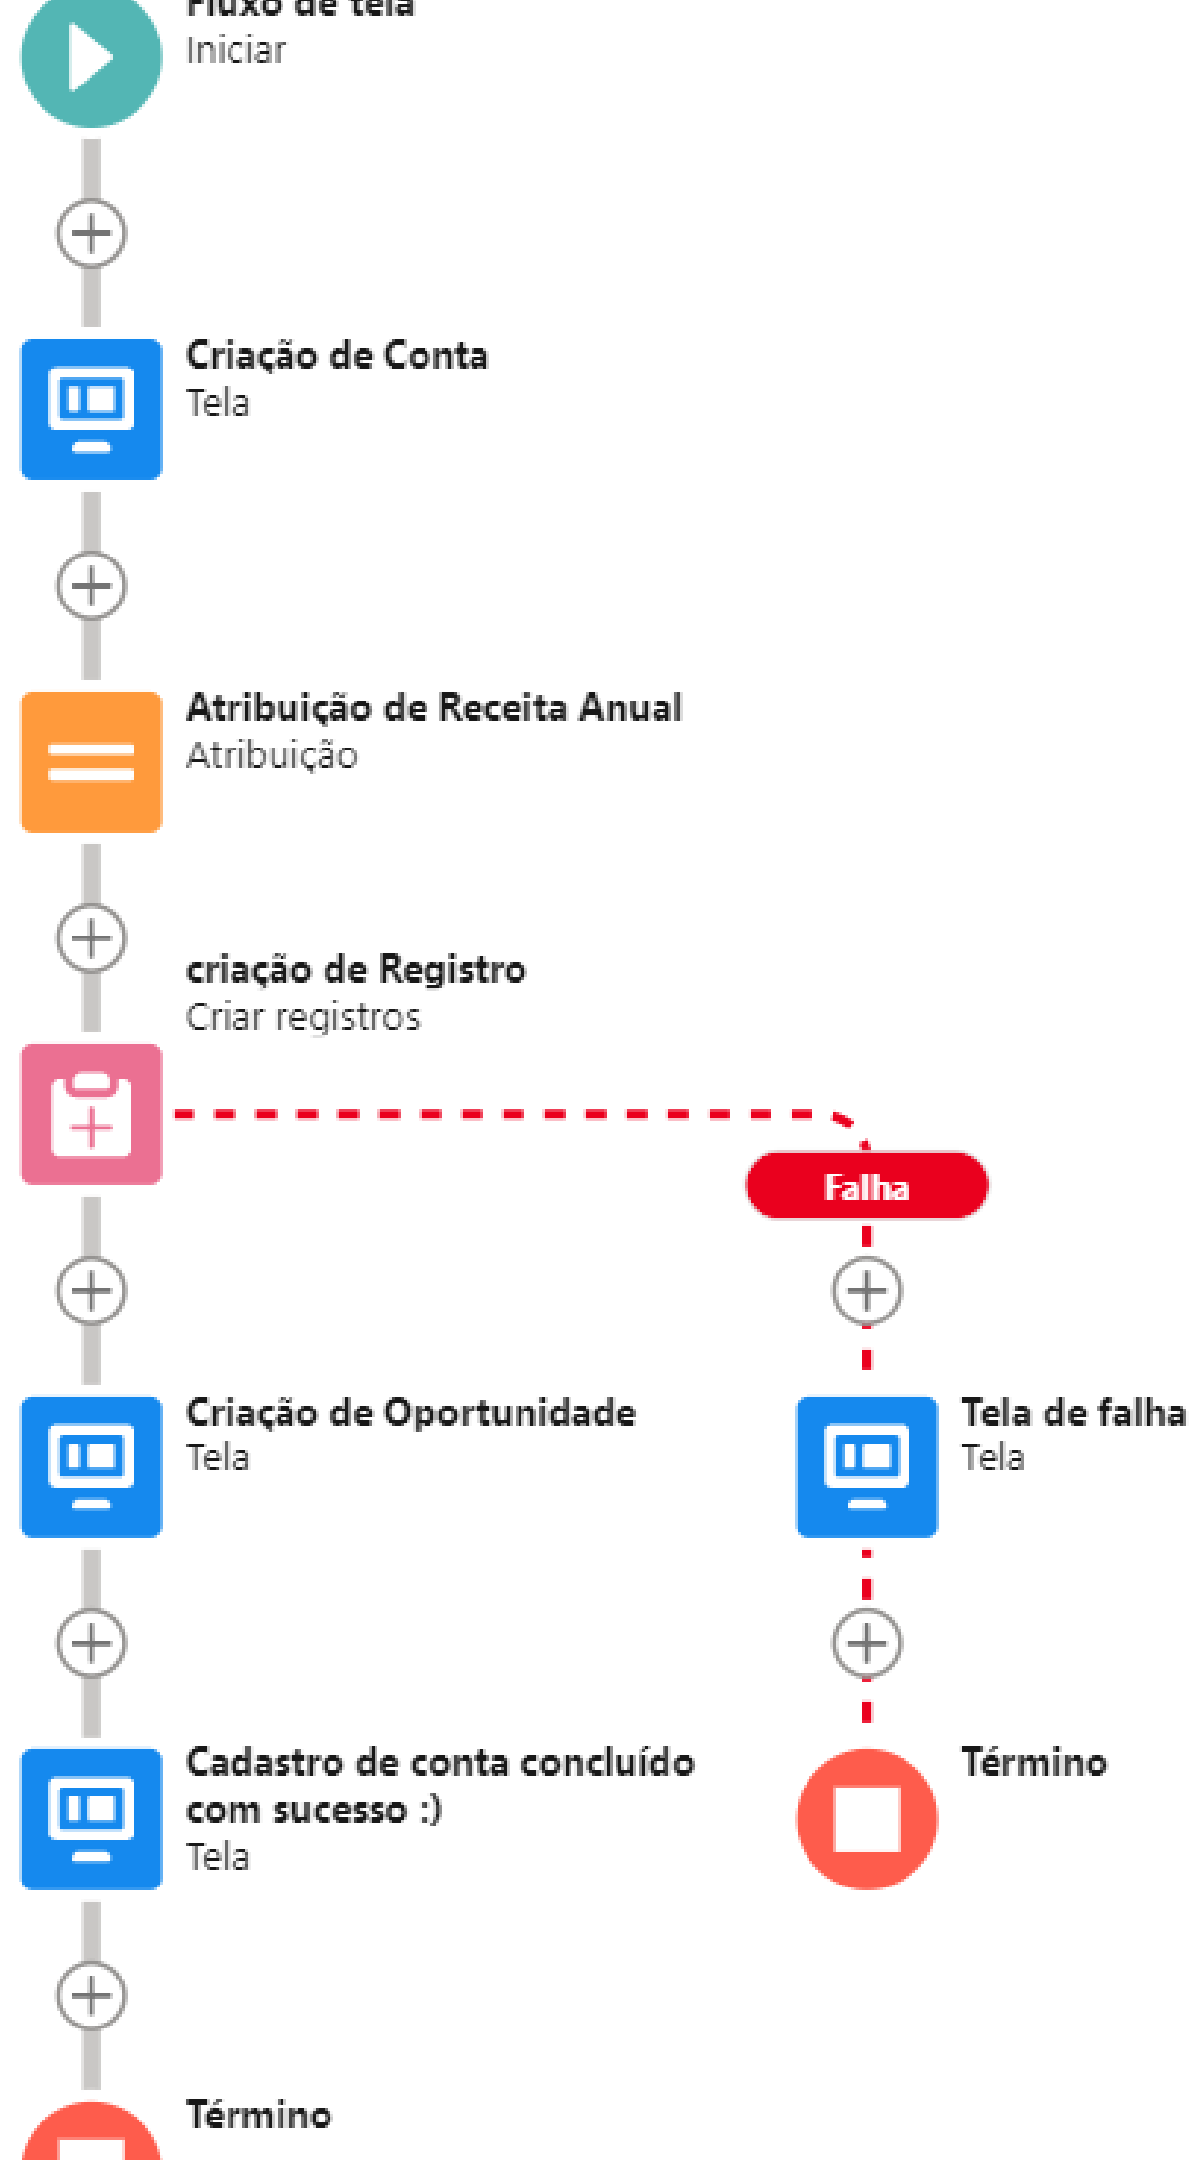 Fluxo de tela
Iniciar
Criação de Conta
Tela
Atribuição de Receita Anual
Atribuição
criação de Registro
Criar registros
Falha
Criação de Oportunidade
Tela
Tela de falha
Tela
Cadastro de conta concluído
com sucesso :)
Tela
Término
Término